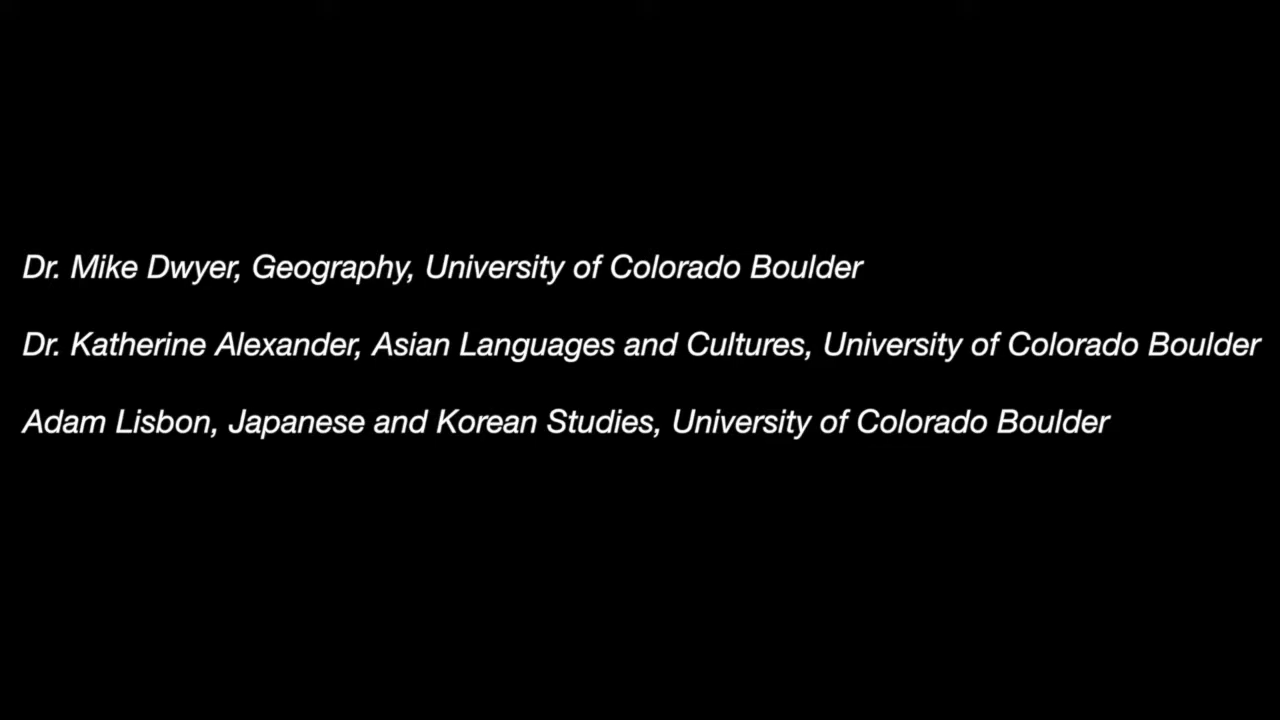 Dr. Mike Dwyer, Geography, University of Colorado Boulder
Dr. Katherine Alexander, Asian Languages and Cultures, University of Colorado Boulder
Adam Lisbon, Japanese and Korean Studies, University of Colorado Boulder